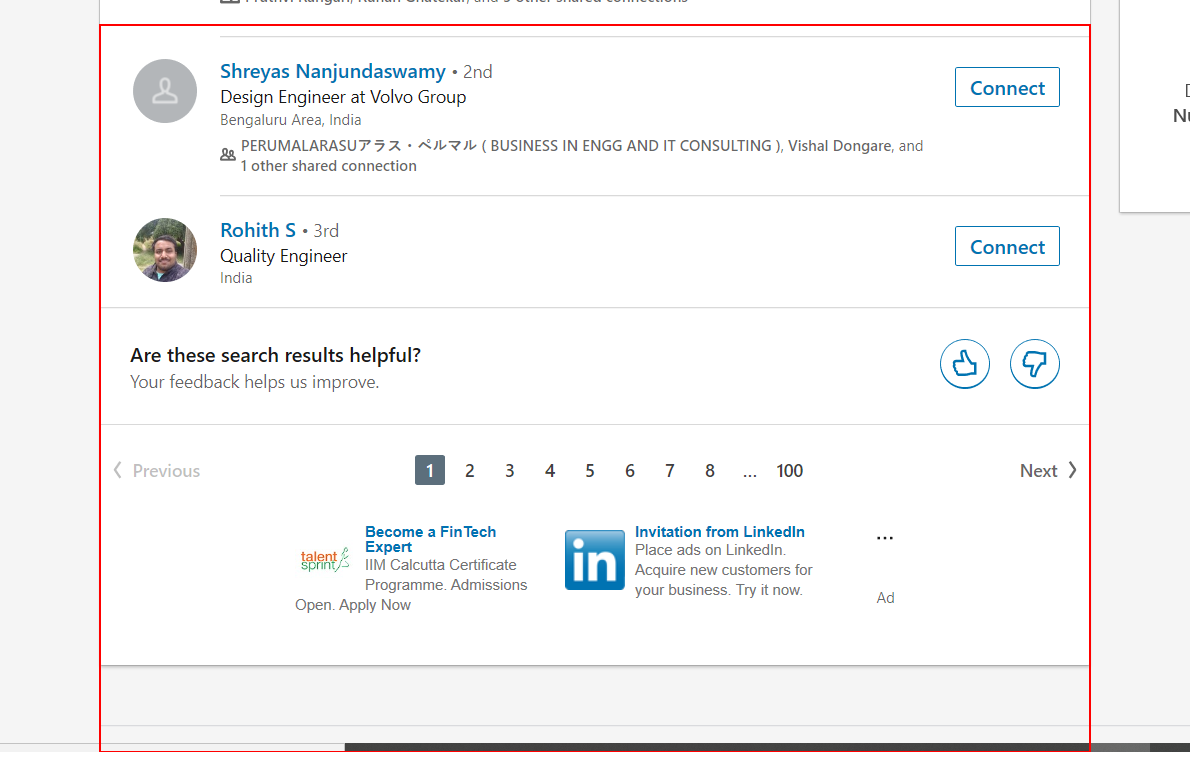 Shreyas Nanjundaswamy • 2nd
Design Engineer at Volvo Group
Bengaluru Area, India
Connect
PERUMALARASUアラス・ペルマル ( BUSINESS IN ENGG AND IT CONSULTING ), Vishal Dongare, and
1 other shared connection
Rohith S • 3rd
Quality Engineer
India
Connect
Are these search results helpful?
Your feedback helps us improve.
Previous 1 2 3 4 5 6 7 8 ... 100 Next
talent
sprint
Become a FinTech
Expert
IIM Calcutta Certificate
Programme. Admissions
Open. Apply Now
in
Invitation from LinkedIn
Place ads on LinkedIn.
Acquire new customers for
your business. Try it now.
...
Ad